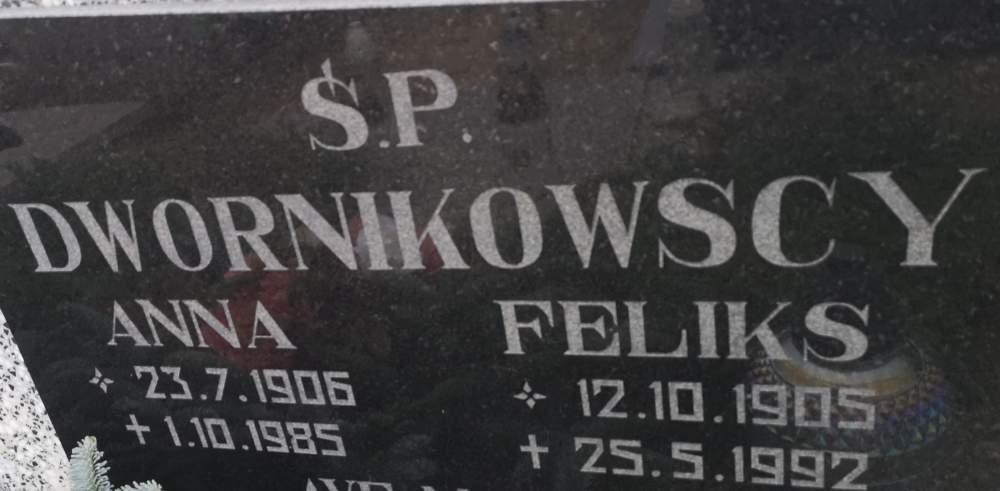 Ś.P.
DWORNIKOWSCY
ANNA FELIKS
23.7.1906 12.10.1905
+ 1.10.1985 + 25.5.1992